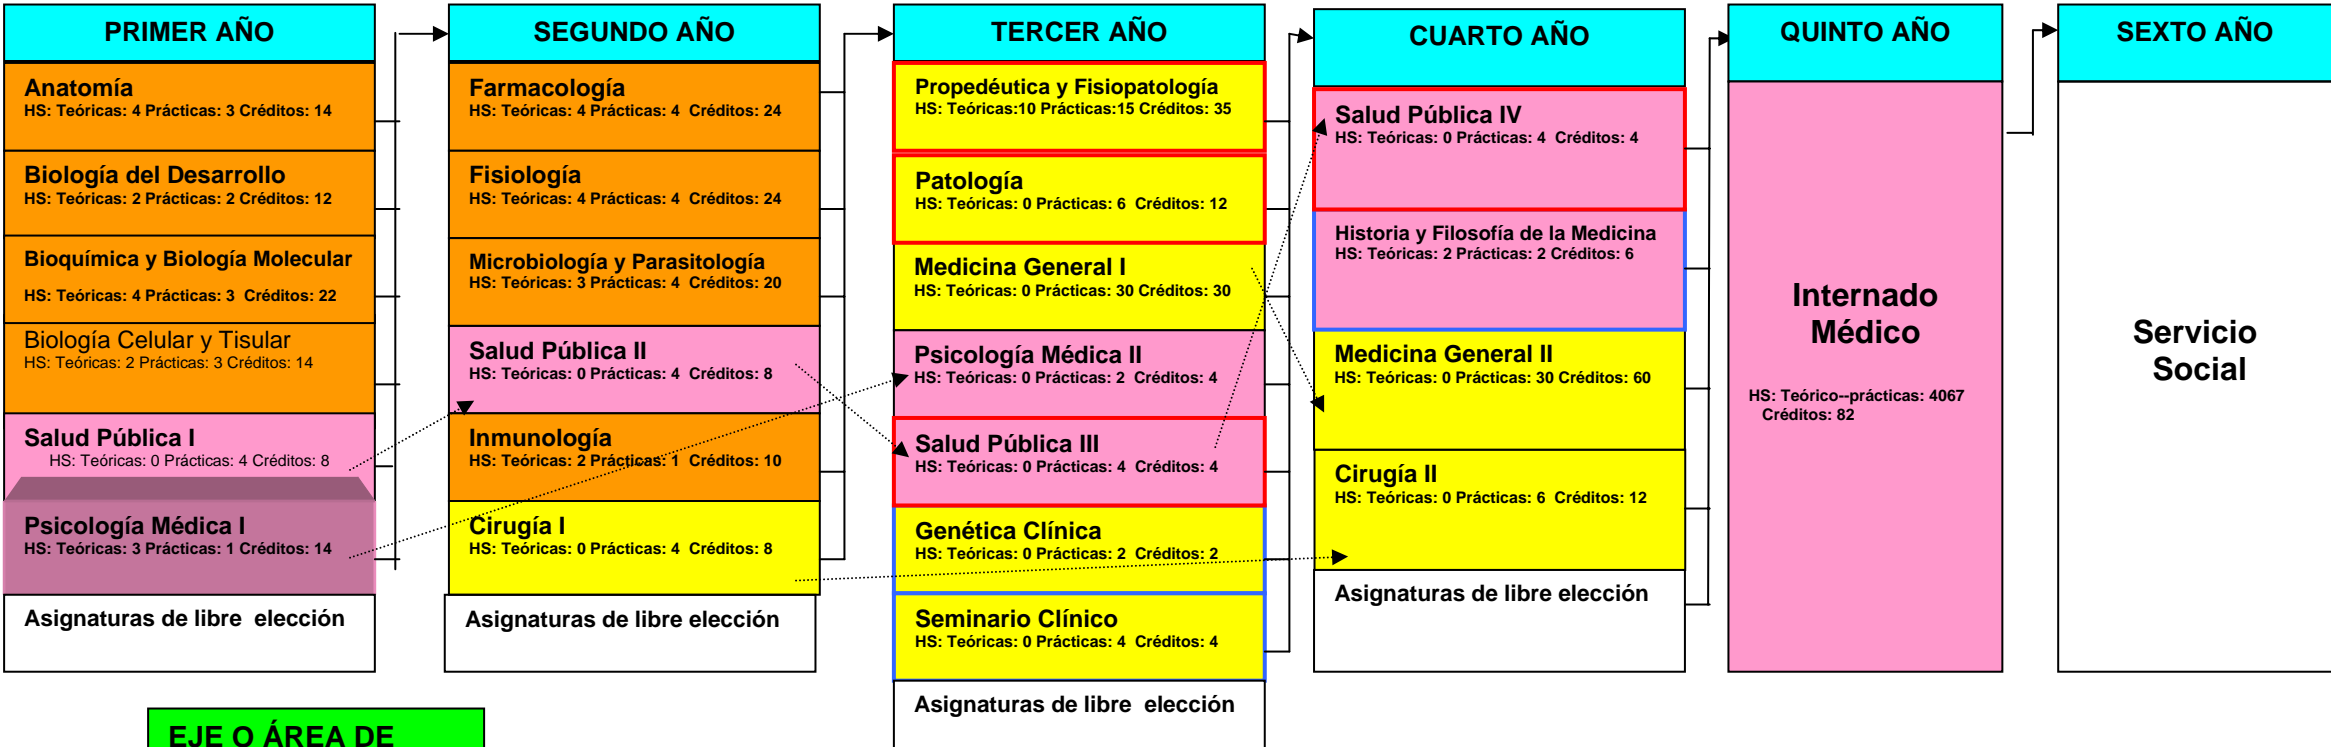 PRIMER AÑO
Anatomía
HS: Teóricas: 4 Prácticas: 3 Créditos: 14
Biología del Desarrollo
HS: Teóricas: 2 Prácticas: 2 Créditos: 12
Bioquímica y Biología Molecular
HS: Teóricas: 4 Prácticas: 3 Créditos: 22
Biología Celular y Tisular
HS: Teóricas: 2 Prácticas: 3 Créditos: 14
Salud Pública I
HS: Teóricas: 0 Prácticas: 4 Créditos: 8
Psicología Médica I
HS: Teóricas: 3 Prácticas: 1 Créditos: 14
Asignaturas de libre elección
SEGUNDO AÑO
Farmacología
HS: Teóricas: 4 Prácticas: 4 Créditos: 24
Fisiología
HS: Teóricas: 4 Prácticas: 4 Créditos: 24
Microbiología y Parasitología
HS: Teóricas: 3 Prácticas: 4 Créditos: 20
Salud Pública II
HS: Teóricas: 0 Prácticas: 4 Créditos: 8
Inmunología
HS: Teóricas: 2 Prácticas: 1 Créditos: 10
Cirugía I
HS: Teóricas: 0 Prácticas: 4 Créditos: 8
Asignaturas de libre elección
TERCER AÑO
Propedéutica y Fisiopatología
HS: Teóricas:10 Prácticas:15 Créditos: 35
Patología
HS: Teóricas: 0 Prácticas: 6 Créditos: 12
Medicina General I
HS: Teóricas: 0 Prácticas: 30 Créditos: 30
Psicología Médica II
HS: Teóricas: 0 Prácticas: 2 Créditos: 4
Salud Pública III
HS: Teóricas: 0 Prácticas: 4 Créditos: 4
Genética Clínica
HS: Teóricas: 0 Prácticas: 2 Créditos: 2
Seminario Clínico
HS: Teóricas: 0 Prácticas: 4 Créditos: 4
Asignaturas de libre elección
CUARTO AÑO
Salud Pública IV
HS: Teóricas: 0 Prácticas: 4 Créditos: 4
Historia y Filosofía de la Medicina
HS: Teóricas: 2 Prácticas: 2 Créditos: 6
Medicina General II
HS: Teóricas: 0 Prácticas: 30 Créditos: 60
Cirugía II
HS: Teóricas: 0 Prácticas: 6 Créditos: 12
Asignaturas de libre elección
QUINTO AÑO
Internado
Médico
HS: Teórico--prácticas: 4067
Créditos: 82
SEXTO AÑO
Servicio
Social
EJE O ÁREA DE